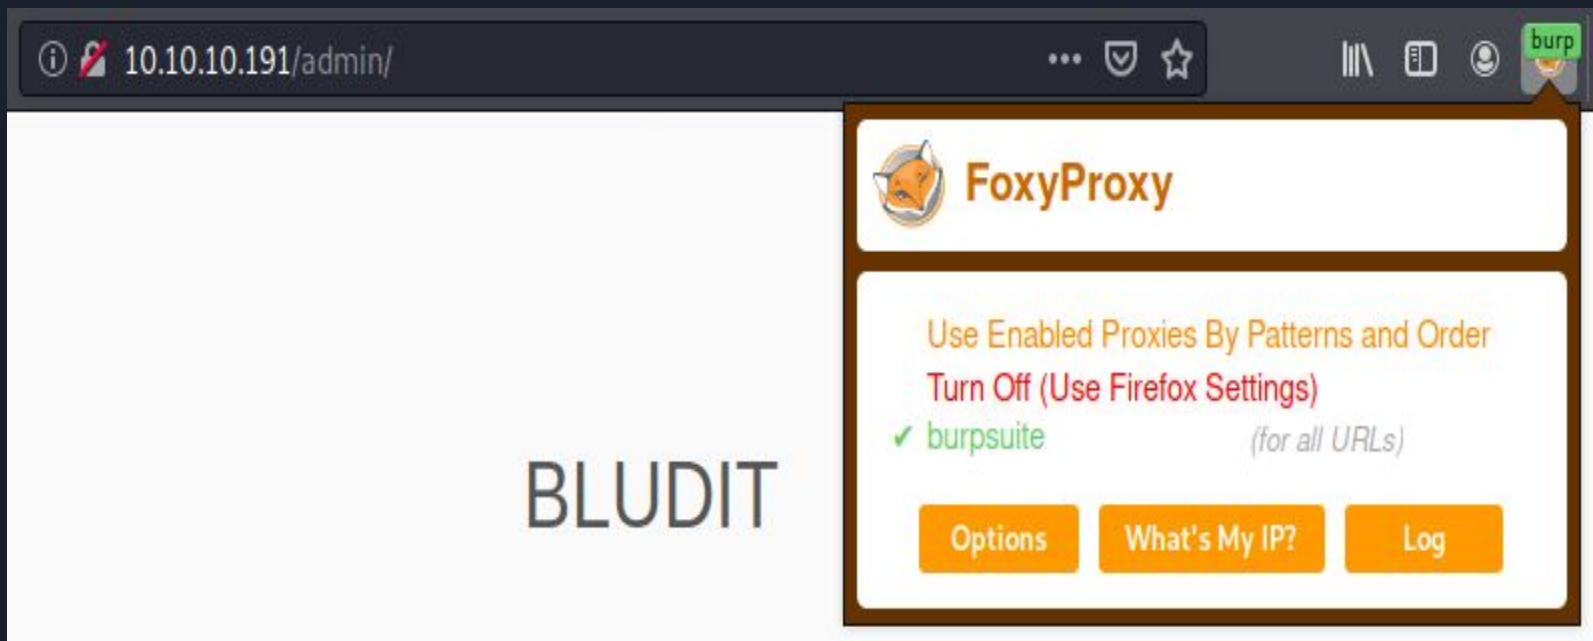 10.10.10.191/admin/
burp
FoxyProxy
Use Enabled Proxies By Patterns and Order
Turn Off (Use Firefox Settings)
✓ burpsuite (for all URLs)
Options What's My IP? Log
BLUDIT